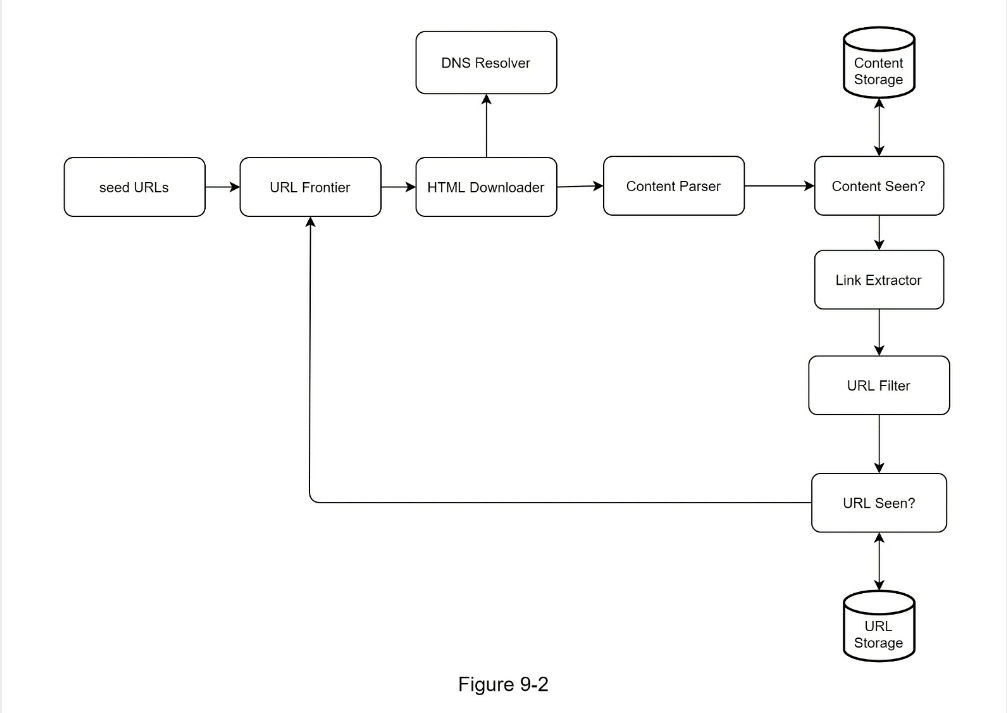 DNS Resolver
Content
Storage
seed URLs
URL Frontier
HTML Downloader
Content Parser
Content Seen?
Link Extractor
URL Filter
URL Seen?
URL
Storage
Figure 9-2